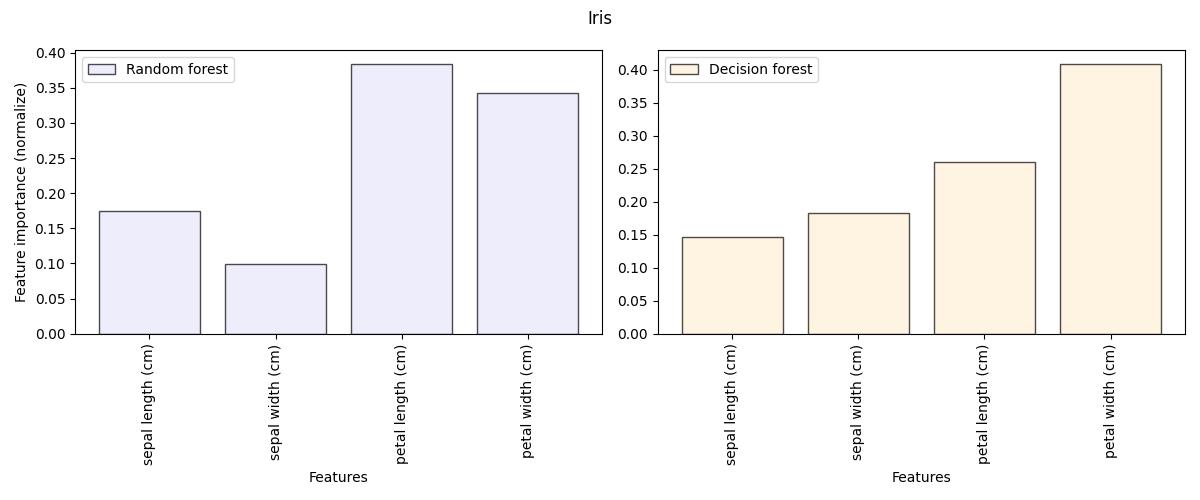 Iris
Feature importance (normalize)
0.40
0.35
0.30
0.25
0.20
0.15
0.10
0.05
0.00
Random forest
sepal length (cm)
sepal width (cm)
petal length (cm)
petal width (cm)
Features
0.40
0.35
0.30
0.25
0.20
0.15
0.10
0.05
0.00
Decision forest
sepal length (cm)
sepal width (cm)
petal length (cm)
petal width (cm)
Features